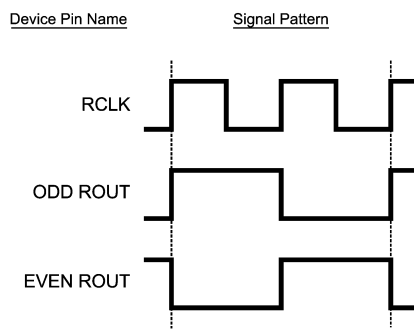 Device Pin Name Signal Pattern
RCLK
ODD ROUT
EVEN ROUT